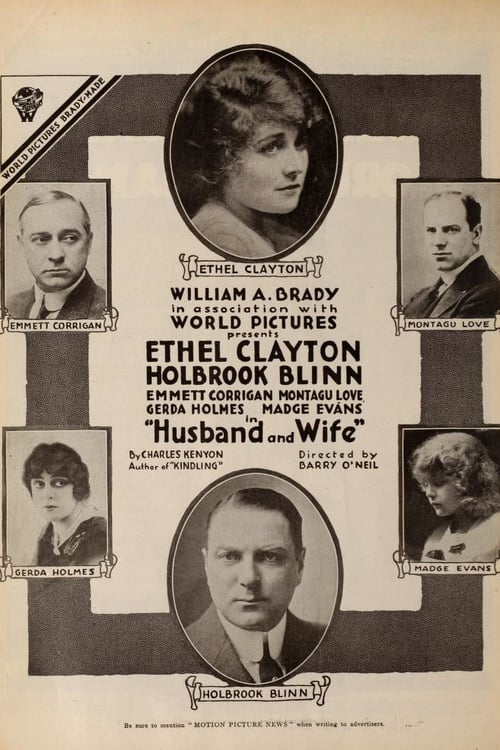 WORLD PICTURES BRADY-MADE
W
ETHEL CLAYTON
EMMETT CORRIGAN
MONTAGU LOVE
WILLIAM A. BRADY
in association with
WORLD PICTURES
presents
ETHEL CLAYTON
HOLBROOK BLINN
EMMETT CORRIGAN MONTAGU LOVE
GERDA HOLMES MADGE EVANS
in
"Husband and Wife"
By CHARLES KENYON
Author of "KINDLING"
Directed by
BARRY O'NEIL
GERDA HOLMES
MADGE EVANS
HOLBROOK BLINN
Be sure to mention "MOTION PICTURE NEWS" when writing to advertisers.